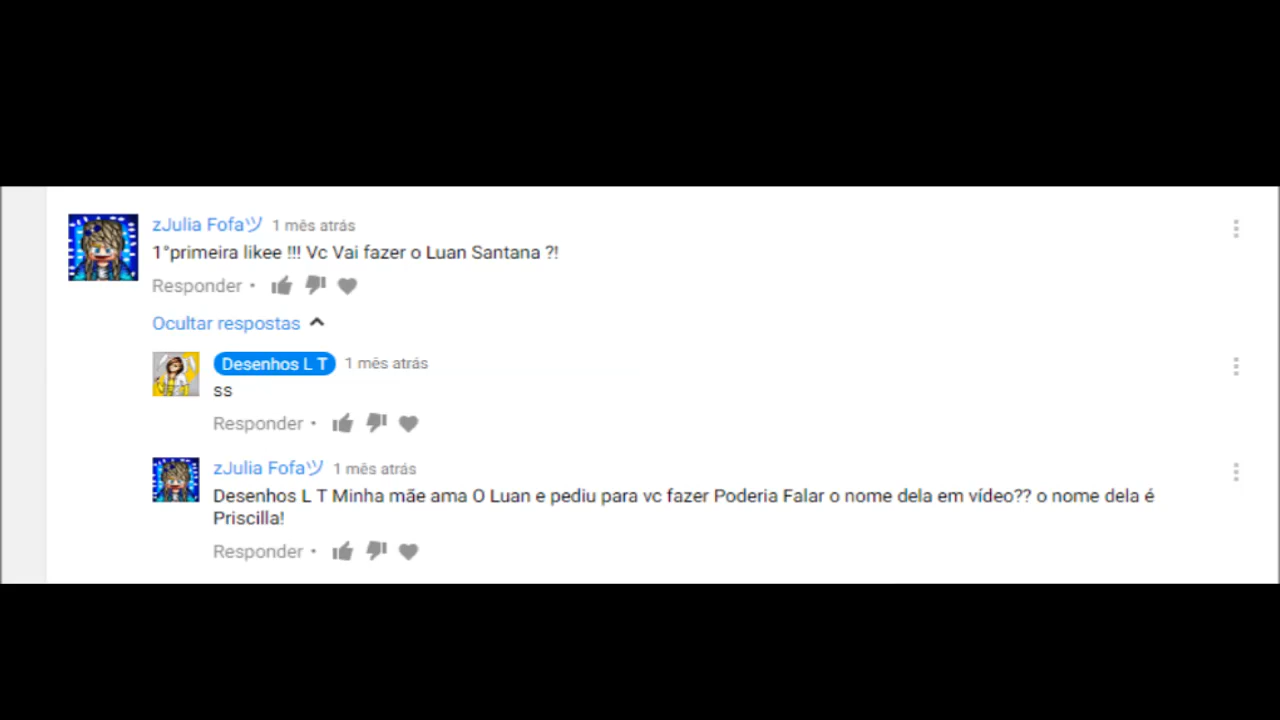 zJulia Fofaツ 1 mês atrás
1°primeira likee !!! Vc Vai fazer o Luan Santana ?!
Responder •
Ocultar respostas
Desenhos L T 1 mês atrás
ss
Responder •
zJulia Fofaツ 1 mês atrás
Desenhos L T Minha mãe ama O Luan e pediu para vc fazer Poderia Falar o nome dela em vídeo?? o nome dela é
Priscilla!
Responder •